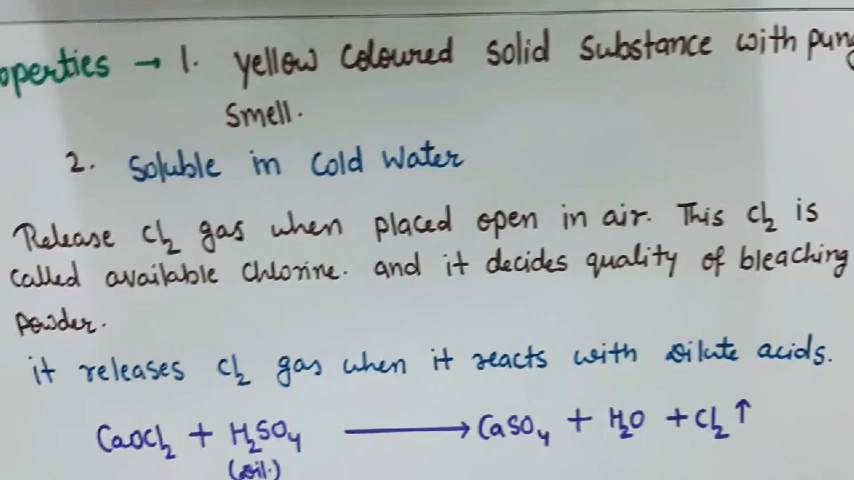 operties → 1. yellow coloured solid substance with pung
smell.
2. Soluble in cold water
Release Cl₂ gas when placed open in air. This Cl₂ is
called available chlorine. and it decides quality of bleaching
powder.
it releases Cl₂ gas when it reacts with dilute acids.
CaOCl₂ + H₂SO₄ ⟶ CaSO₄ + H₂O + Cl₂ ↑
(dil.)